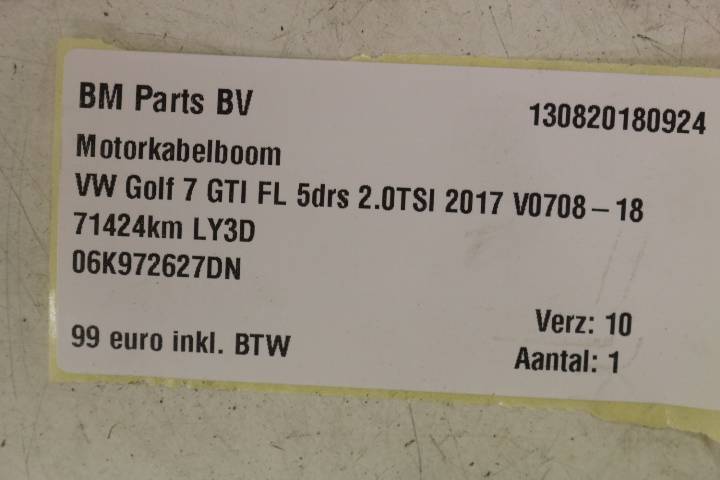 BM Parts BV 130820180924
Motorkabelboom
VW Golf 7 GTI FL 5drs 2.0TSI 2017 V0708-18
71424km LY3D
06K972627DN
Verz: 10
99 euro inkl. BTW
Aantal: 1